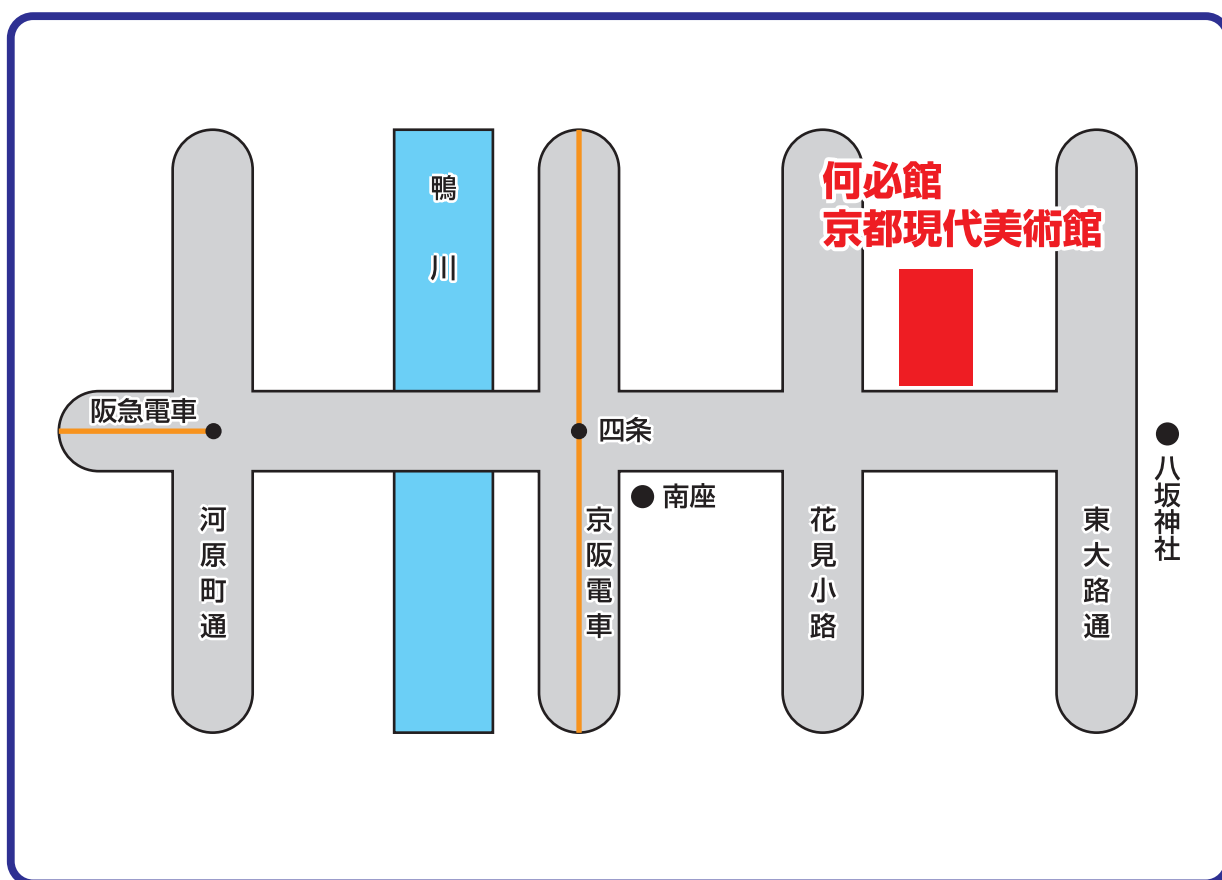 何必館
京都現代美術館
鴨川
阪急電車
四条
南座
河原町通
京阪電車
花見小路
東大路通
八坂神社